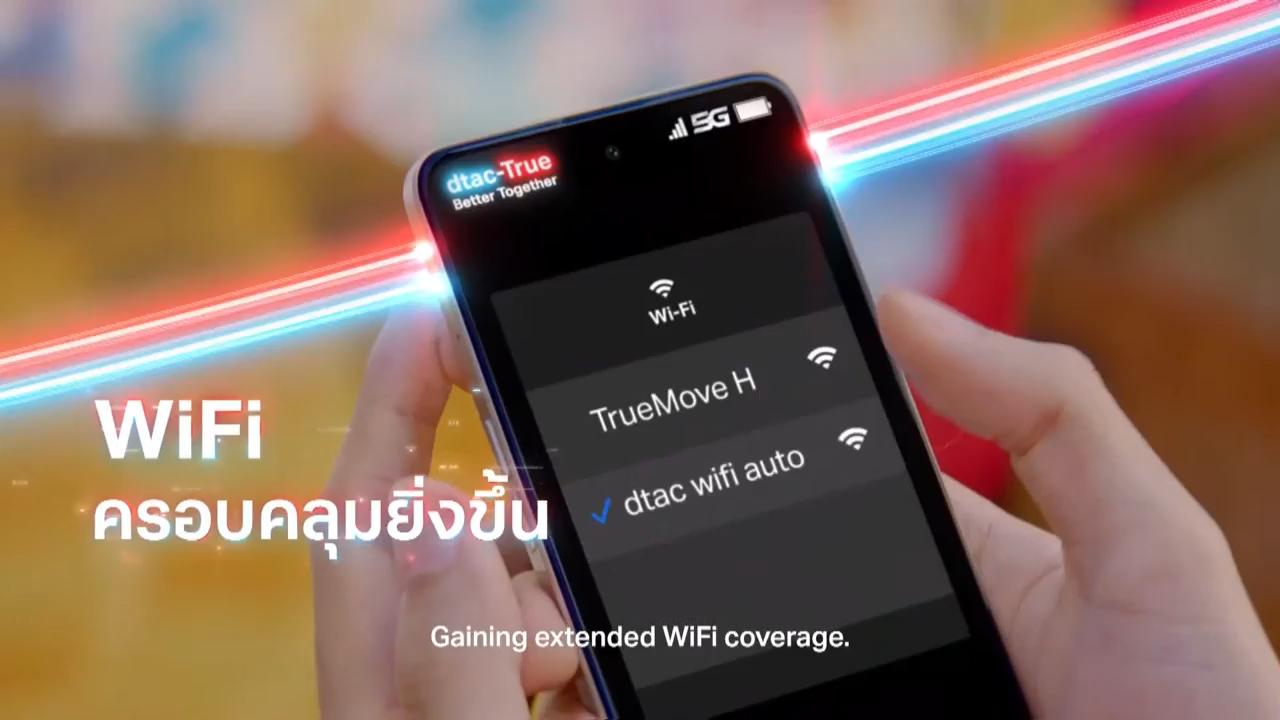 5G
dtac-True
Better Together
Wi-Fi
TrueMove H
dtac wifi auto
WiFi
ครอบคลุมยิ่งขึ้น
Gaining extended WiFi coverage.